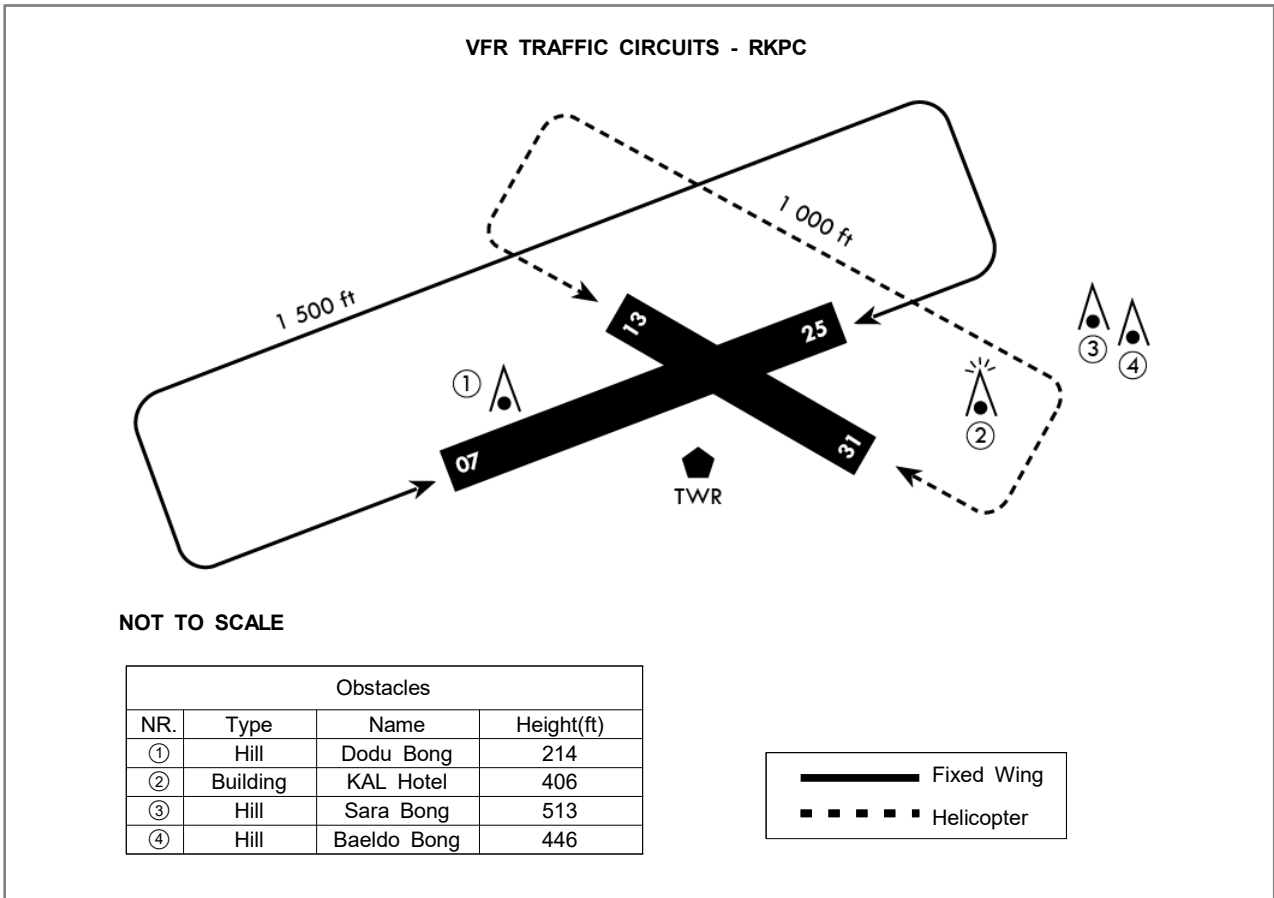 VFR TRAFFIC CIRCUITS - RKPC
1 000 ft
1 500 ft
13
25
③
④
①
②
07
31
TWR
NOT TO SCALE
Obstacles
NR. Type Name Height(ft)
① Hill Dodu Bong 214
② Building KAL Hotel 406
③ Hill Sara Bong 513
④ Hill Baeldo Bong 446
Fixed Wing
Helicopter